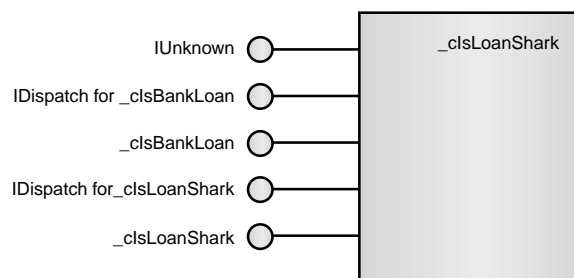 IUnknown
_clsLoanShark
IDispatch for _clsBankLoan
_clsBankLoan
IDispatch for_clsLoanShark
_clsLoanShark